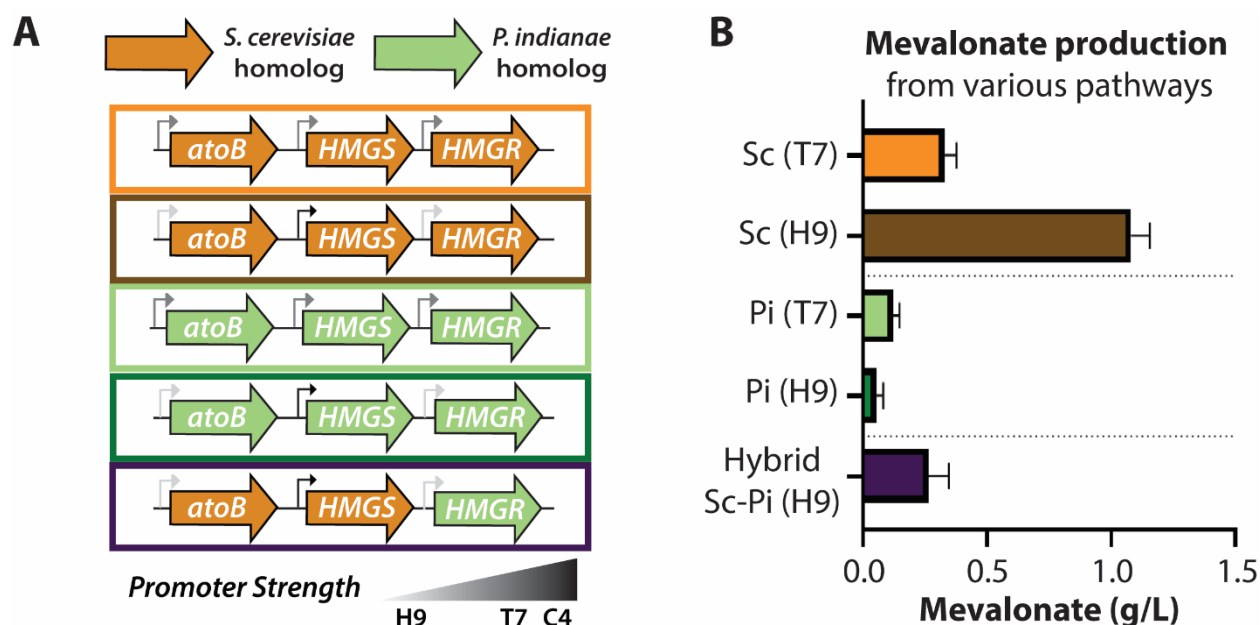 A
S. cerevisiae
homolog
P. indianae
homolog
atoB HMGS HMGR
atoB HMGS HMGR
atoB HMGS HMGR
atoB HMGS HMGR
atoB HMGS HMGR
Promoter Strength
H9 T7 C4
B
Mevalonate production
from various pathways
Sc (T7)
Sc (H9)
Pi (T7)
Pi (H9)
Hybrid
Sc-Pi (H9)
0.0 0.5 1.0 1.5
Mevalonate (g/L)